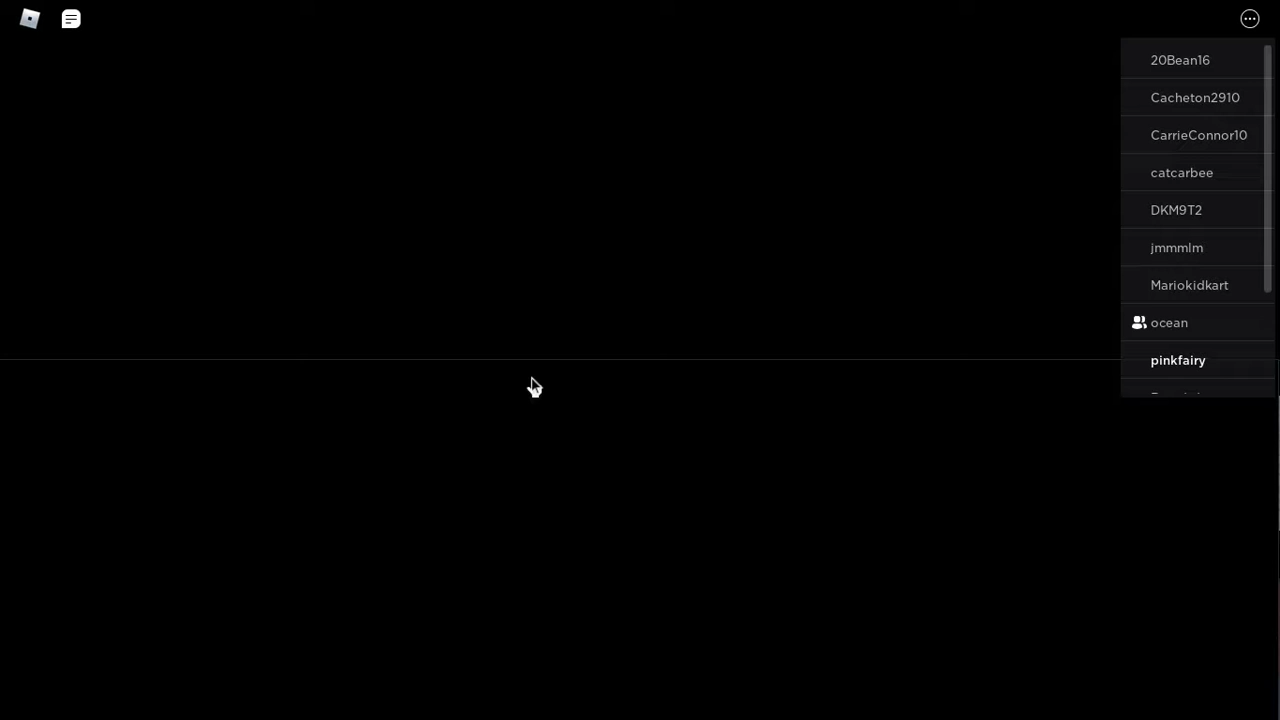 20Bean16
Cacheton2910
CarrieConnor10
catcarbee
DKM9T2
jmmmlm
Mariokidkart
ocean
pinkfairy